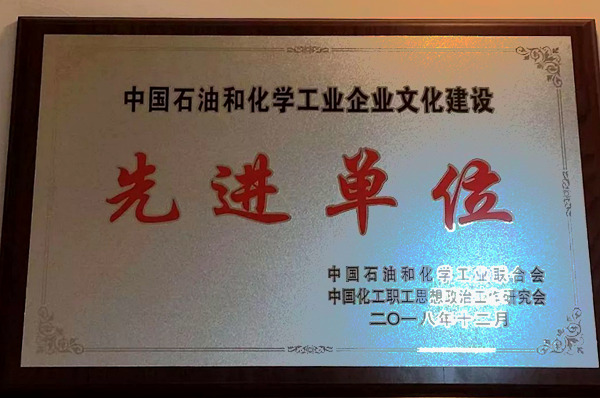 中国石油和化学工业企业文化建设
先进单位
中国石油和化学工业联合会
中国化工职工思想政治工作研究会
二〇一八年十二月